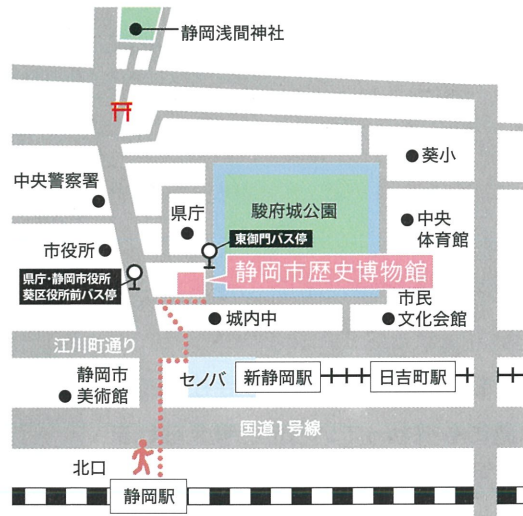 静岡浅間神社
葵小
中央警察署
県庁
駿府城公園
中央
体育館
東御門バス停
市役所
静岡市歴史博物館
県庁・静岡市役所
葵区役所前バス停
市民
文化会館
城内中
江川町通り
静岡市
美術館
セノバ
新静岡駅
日吉町駅
国道1号線
北口
静岡駅